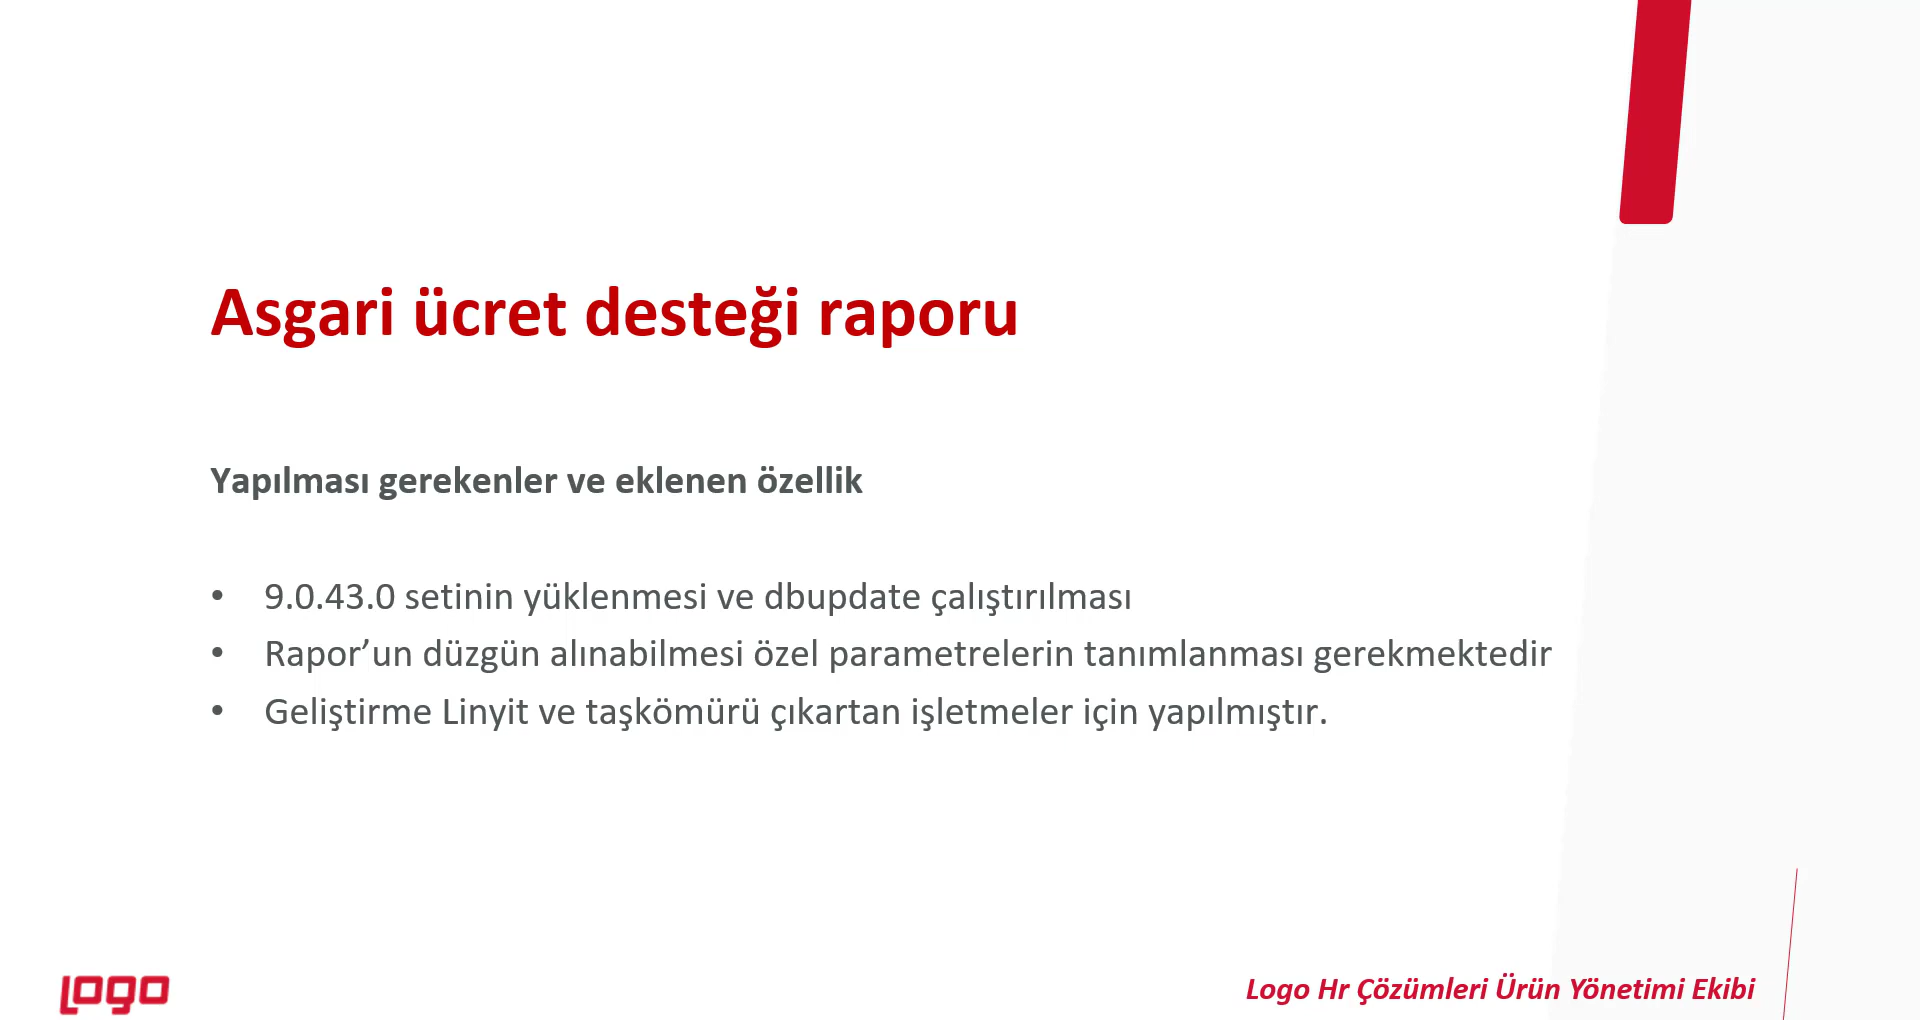 Asgari ücret desteği raporu
Yapılması gerekenler ve eklenen özellik
• 9.0.43.0 setinin yüklenmesi ve dbupdate çalıştırılması
• Rapor’un düzgün alınabilmesi özel parametrelerin tanımlanması gerekmektedir
• Geliştirme Linyit ve taşkömürü çıkartan işletmeler için yapılmıştır.
LOGO
Logo Hr Çözümleri Ürün Yönetimi Ekibi